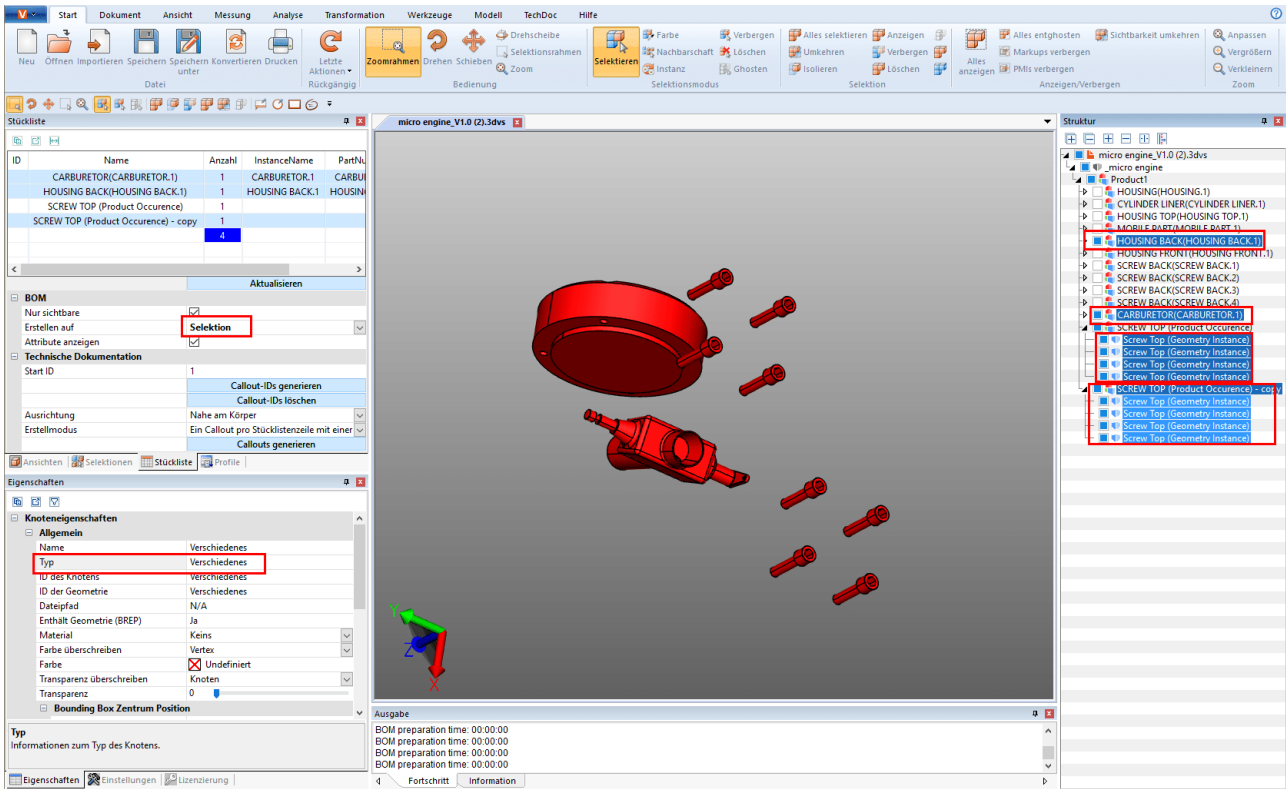 V Start Dokument Ansicht Messung Analyse Transformation Werkzeuge Modell TechDoc Hilfe
Neu Öffnen Importieren Speichern Speichern unter Konvertieren Drucken
Datei
Letzte Aktionen
Rückgängig
Zoomrahmen Drehen Schieben
Drehscheibe
Selektionsrahmen
Zoom
Bedienung
Selektieren
Farbe Verbergen
Nachbarschaft Löschen
Instanz Ghosten
Selektionsmodus
Alles selektieren Anzeigen
Umkehren Verbergen
Isolieren Löschen
Selektion
Alles anzeigen
Alles entghosten Sichtbarkeit umkehren
Markups verbergen
PMIs verbergen
Anzeigen/Verbergen
Anpassen
Vergrößern
Verkleinern
Zoom
Stückliste
ID Name Anzahl InstanceName PartNu
CARBURETOR(CARBURETOR.1) 1 CARBURETOR.1 CARBUI
HOUSING BACK(HOUSING BACK.1) 1 HOUSING BACK.1 HOUSIN
SCREW TOP (Product Occurence) 1
SCREW TOP (Product Occurence) - copy 1
4
Aktualisieren
BOM
Nur sichtbare
Erstellen auf Selektion
Attribute anzeigen
Technische Dokumentation
Start ID 1
Callout-IDs generieren
Callout-IDs löschen
Ausrichtung Nahe am Körper
Erstellmodus Ein Callout pro Stücklistenzeile mit einer
Callouts generieren
Ansichten Selektionen Stückliste Profile
Eigenschaften
Knoteneigenschaften
Allgemein
Name Verschiedenes
Typ Verschiedenes
ID des Knotens Verschiedenes
ID der Geometrie Verschiedenes
Dateipfad N/A
Enthält Geometrie (BREP) Ja
Material Keins
Farbe überschreiben Vertex
Farbe Undefiniert
Transparenz überschreiben Knoten
Transparenz 0
Bounding Box Zentrum Position
Typ
Informationen zum Typ des Knotens.
Eigenschaften Einstellungen Lizenzierung
micro engine_V1.0 (2).3dvs
Y
Z
X
Ausgabe
BOM preparation time: 00:00:00
BOM preparation time: 00:00:00
BOM preparation time: 00:00:00
BOM preparation time: 00:00:00
Fortschritt Information
Struktur
micro engine_V1.0 (2).3dvs
_micro engine
Product1
HOUSING(HOUSING.1)
CYLINDER LINER(CYLINDER LINER.1)
HOUSING TOP(HOUSING TOP.1)
MOBILE PART(MOBILE PART.1)
HOUSING BACK(HOUSING BACK.1)
HOUSING FRONT(HOUSING FRONT.1)
SCREW BACK(SCREW BACK.1)
SCREW BACK(SCREW BACK.2)
SCREW BACK(SCREW BACK.3)
SCREW BACK(SCREW BACK.4)
CARBURETOR(CARBURETOR.1)
SCREW TOP (Product Occurence)
Screw Top (Geometry Instance)
Screw Top (Geometry Instance)
Screw Top (Geometry Instance)
Screw Top (Geometry Instance)
SCREW TOP (Product Occurence) - copy
Screw Top (Geometry Instance)
Screw Top (Geometry Instance)
Screw Top (Geometry Instance)
Screw Top (Geometry Instance)